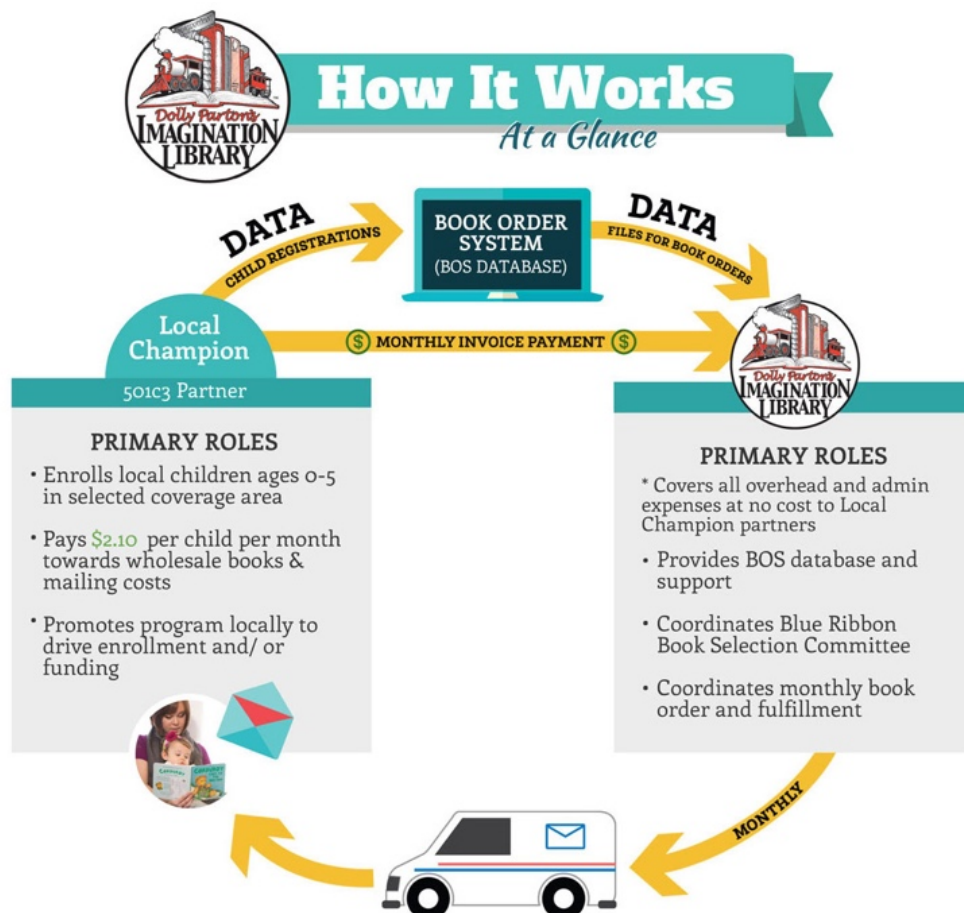 Dolly Parton's
IMAGINATION
LIBRARY
How It Works
At a Glance
DATA
CHILD REGISTRATIONS
BOOK ORDER
SYSTEM
(BOS DATABASE)
DATA
FILES FOR BOOK ORDERS
Local
Champion
501c3 Partner
$ MONTHLY INVOICE PAYMENT $
Dolly Parton's
IMAGINATION
LIBRARY
PRIMARY ROLES
• Enrolls local children ages 0-5
in selected coverage area
• Pays $2.10 per child per month
towards wholesale books &
mailing costs
• Promotes program locally to
drive enrollment and/ or
funding
PRIMARY ROLES
* Covers all overhead and admin
expenses at no cost to Local
Champion partners
• Provides BOS database and
support
• Coordinates Blue Ribbon
Book Selection Committee
• Coordinates monthly book
order and fulfillment
MONTHLY